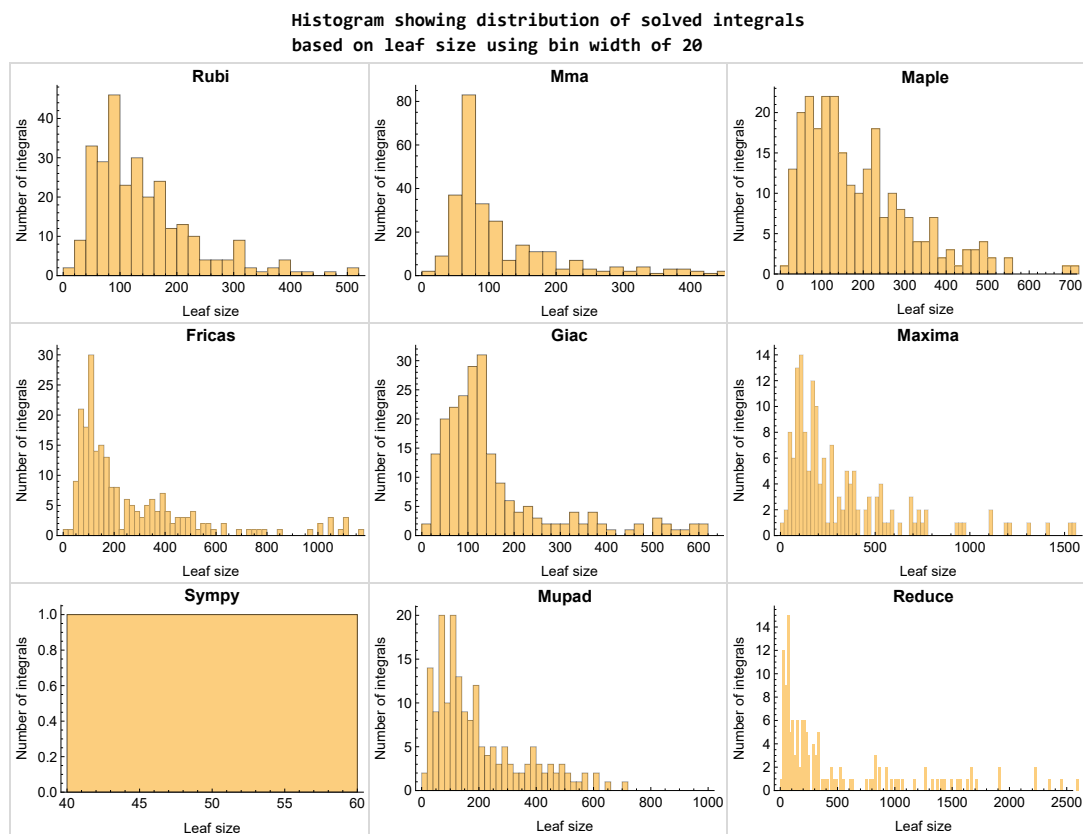 Histogram showing distribution of solved integrals
based on leaf size using bin width of 20
Rubi
Number of integrals
40
30
20
10
0
0 100 200 300 400 500
Leaf size
Mma
Number of integrals
80
60
40
20
0
0 100 200 300 400
Leaf size
Maple
Number of integrals
20
15
10
5
0
0 100 200 300 400 500 600 700
Leaf size
Fricas
Number of integrals
30
25
20
15
10
5
0
0 200 400 600 800 1000
Leaf size
Giac
Number of integrals
30
25
20
15
10
5
0
0 100 200 300 400 500 600
Leaf size
Maxima
Number of integrals
14
12
10
8
6
4
2
0
0 500 1000 1500
Leaf size
Sympy
Number of integrals
1.0
0.8
0.6
0.4
0.2
0.0
40 45 50 55 60
Leaf size
Mupad
Number of integrals
20
15
10
5
0
0 200 400 600 800 1000
Leaf size
Reduce
Number of integrals
14
12
10
8
6
4
2
0
0 500 1000 1500 2000 2500
Leaf size